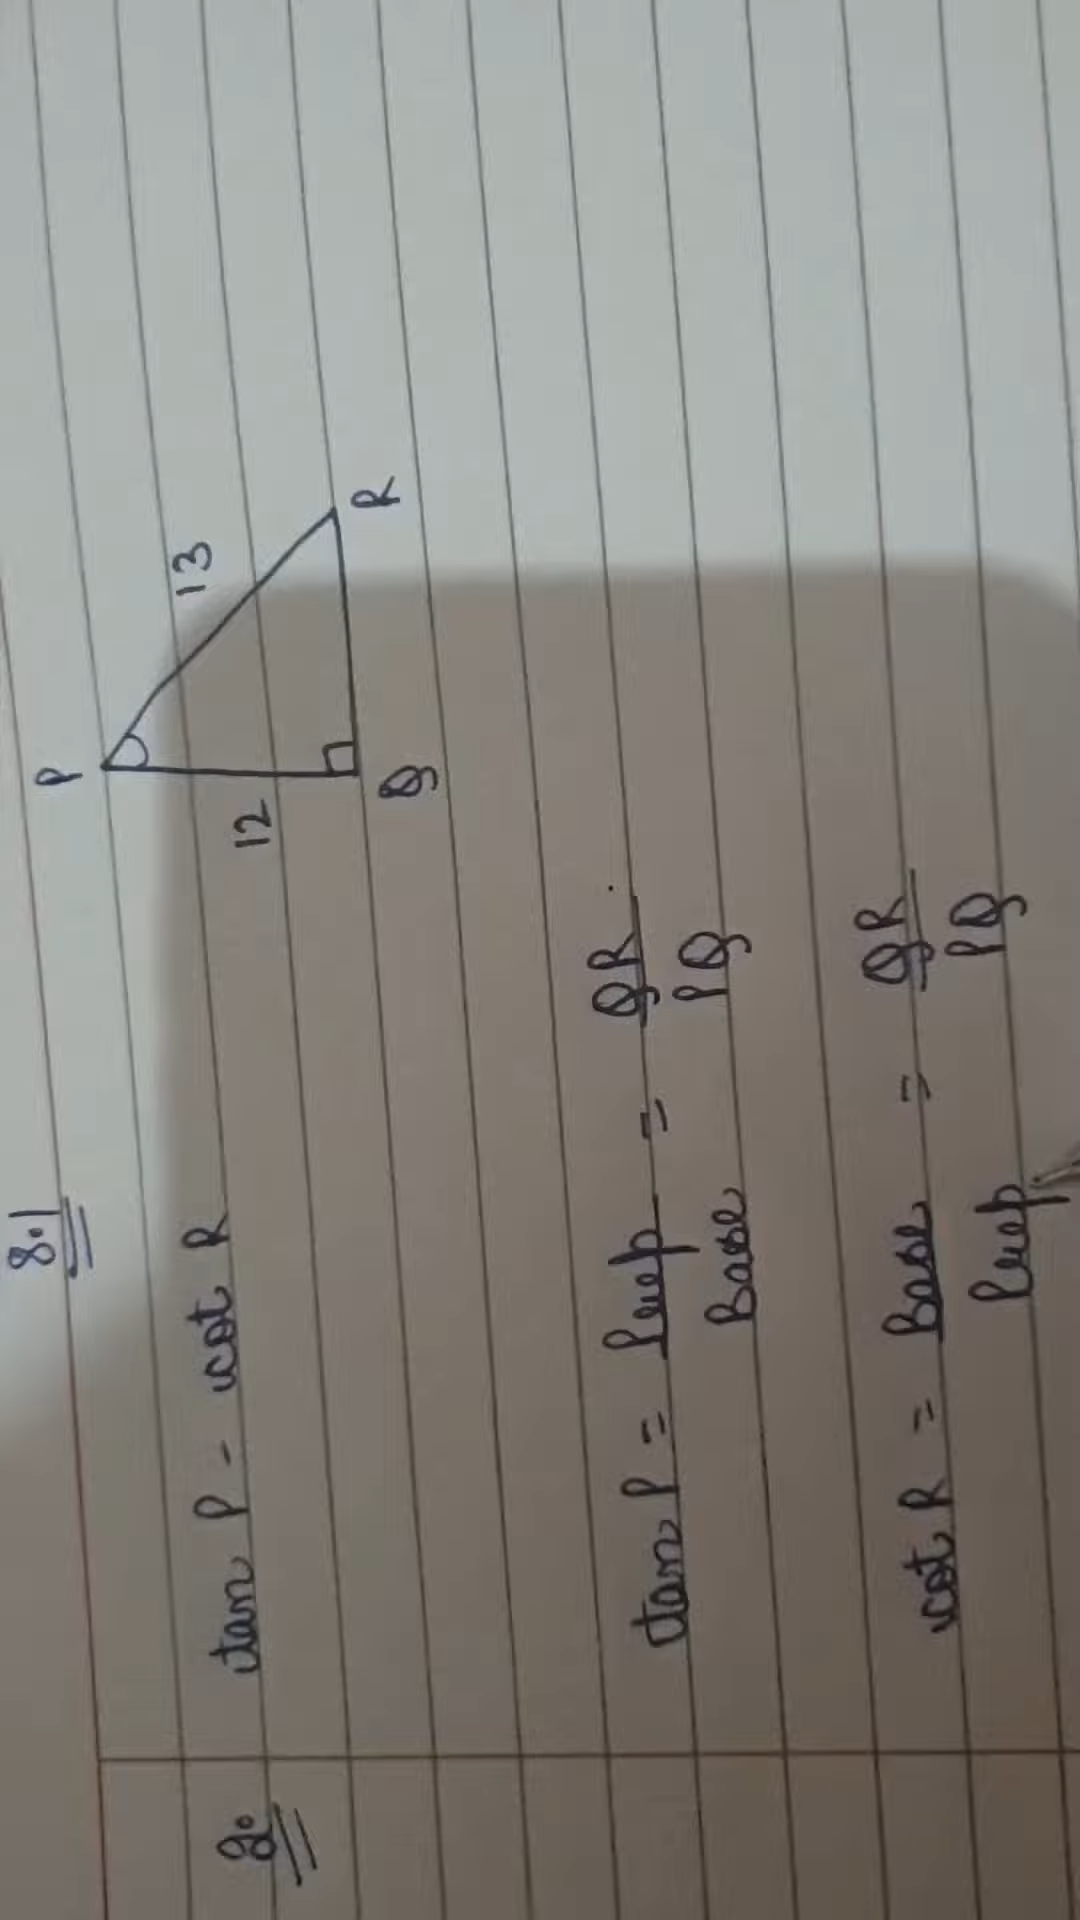 8.1
2. tan P - cot R
P
13
12
Q R
tan P = Perp = QR
Base PQ
cot R = Base = QR
Perp PQ